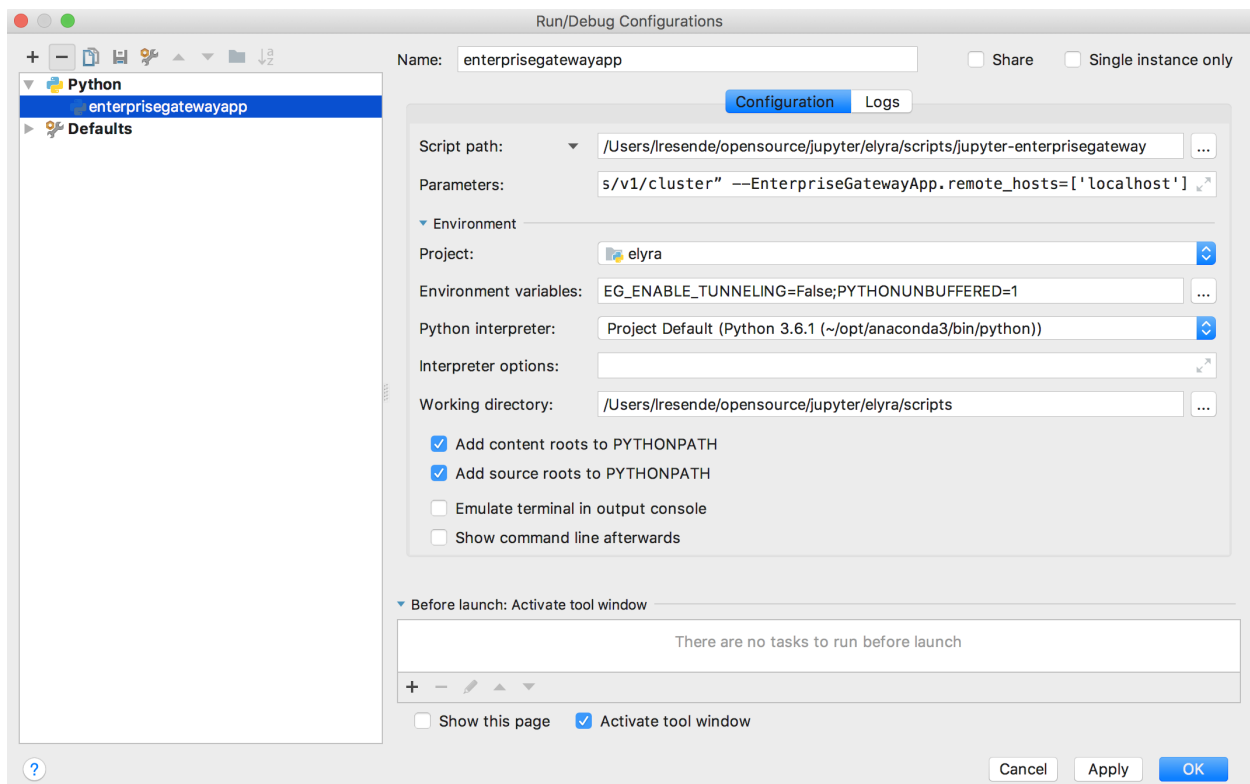 Run/Debug Configurations
Name: enterprisegatewayapp Share Single instance only
Python
enterprisegatewayapp
Defaults
Configuration Logs
Script path: /Users/lresende/opensource/jupyter/elyra/scripts/jupyter-enterprisegateway ...
Parameters: s/v1/cluster” --EnterpriseGatewayApp.remote_hosts=['localhost']
Environment
Project: elyra
Environment variables: EG_ENABLE_TUNNELING=False;PYTHONUNBUFFERED=1 ...
Python interpreter: Project Default (Python 3.6.1 (~/opt/anaconda3/bin/python))
Interpreter options:
Working directory: /Users/lresende/opensource/jupyter/elyra/scripts ...
Add content roots to PYTHONPATH
Add source roots to PYTHONPATH
Emulate terminal in output console
Show command line afterwards
Before launch: Activate tool window
There are no tasks to run before launch
Show this page Activate tool window
? Cancel Apply OK